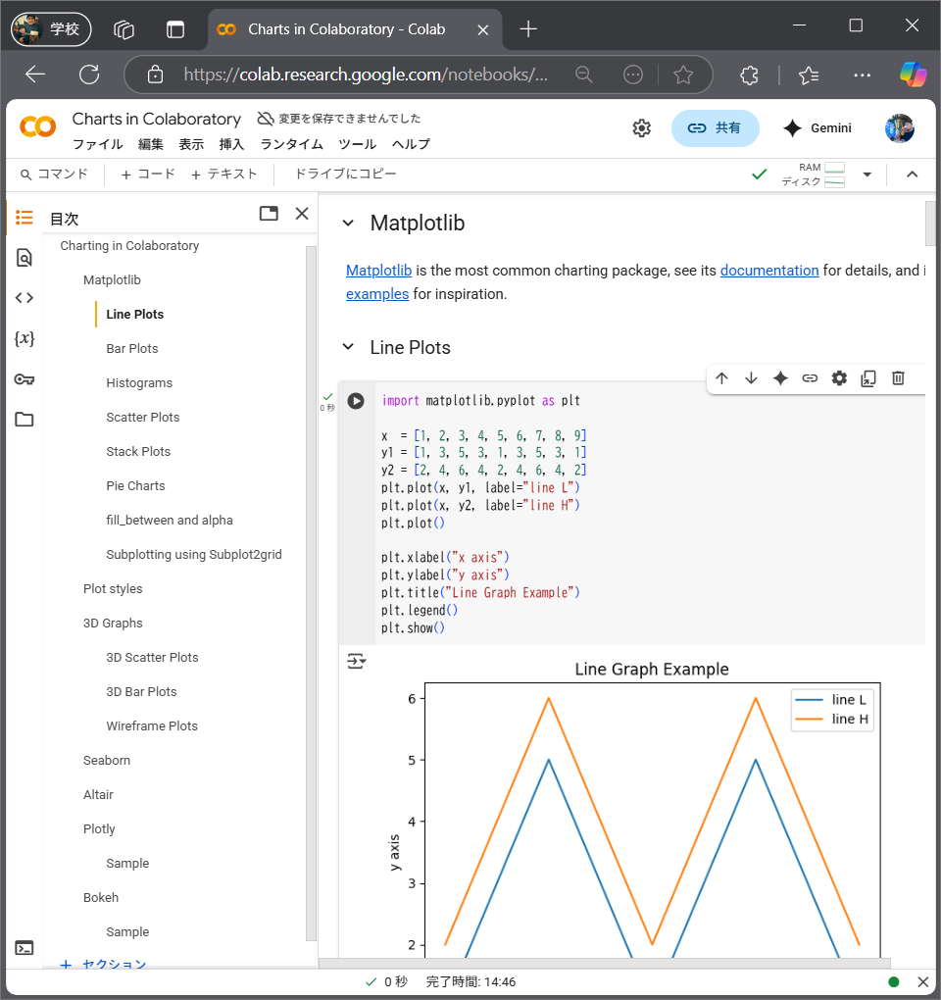 学校
Charts in Colaboratory - Colab
https://colab.research.google.com/notebooks/...
Charts in Colaboratory
変更を保存できませんでした
ファイル 編集 表示 挿入 ランタイム ツール ヘルプ
共有
Gemini
コマンド + コード + テキスト ドライブにコピー
RAM
ディスク
目次
Charting in Colaboratory
Matplotlib
Line Plots
Bar Plots
Histograms
Scatter Plots
Stack Plots
Pie Charts
fill_between and alpha
Subplotting using Subplot2grid
Plot styles
3D Graphs
3D Scatter Plots
3D Bar Plots
Wireframe Plots
Seaborn
Altair
Plotly
Sample
Bokeh
Sample
+ セクション
Matplotlib
Matplotlib is the most common charting package, see its documentation for details, and
examples for inspiration.
Line Plots
0 秒
import matplotlib.pyplot as plt
x  = [1, 2, 3, 4, 5, 6, 7, 8, 9]
y1 = [1, 3, 5, 3, 1, 3, 5, 3, 1]
y2 = [2, 4, 6, 4, 2, 4, 6, 4, 2]
plt.plot(x, y1, label="line L")
plt.plot(x, y2, label="line H")
plt.plot()
plt.xlabel("x axis")
plt.ylabel("y axis")
plt.title("Line Graph Example")
plt.legend()
plt.show()
Line Graph Example
line L
line H
6
5
4
3
2
y axis
0 秒 完了時間: 14:46